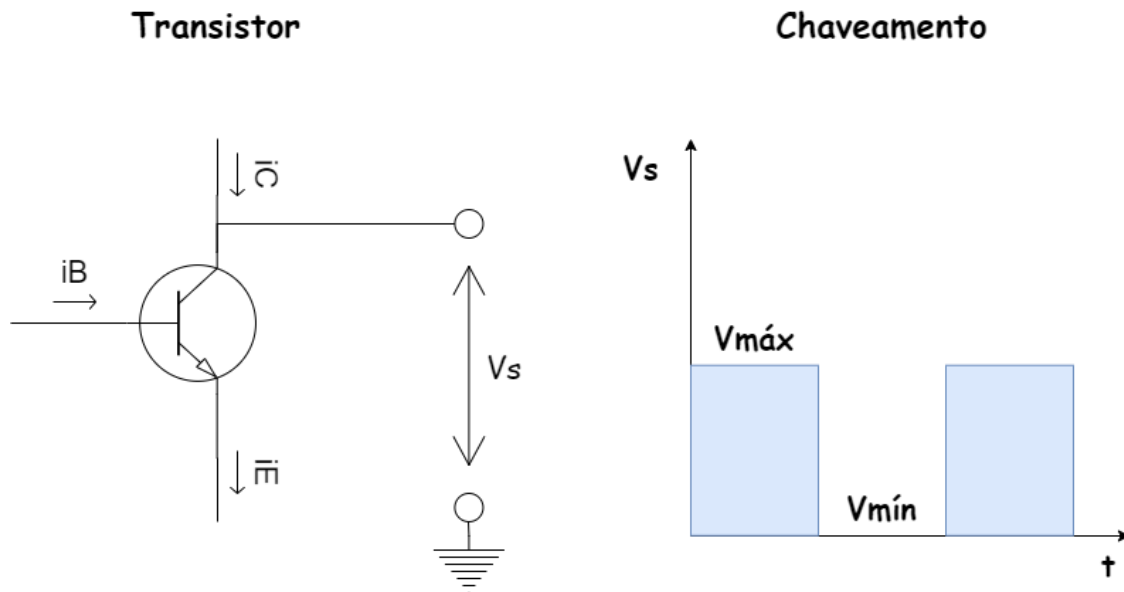 Transistor
Chaveamento
iC
iB
Vs
iE
Vs
Vmáx
Vmín
t